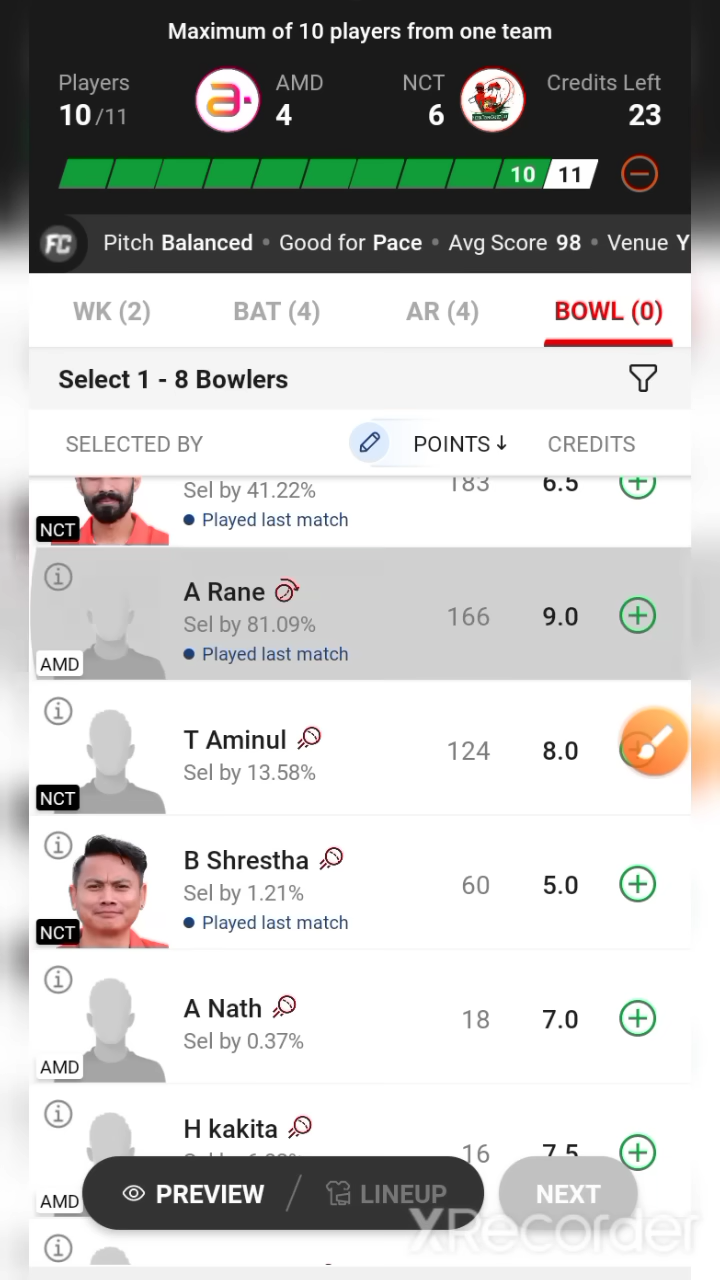 Maximum of 10 players from one team
Players
10/11
AMD
4
NCT
6
Credits Left
23
10 11
FC Pitch Balanced • Good for Pace • Avg Score 98 • Venue Y
WK (2) BAT (4) AR (4) BOWL (0)
Select 1 - 8 Bowlers
SELECTED BY POINTS↓ CREDITS
NCT
Sel by 41.22% 183 6.5
Played last match
A Rane
Sel by 81.09% 166 9.0
Played last match
AMD
T Aminul
Sel by 13.58% 124 8.0
NCT
B Shrestha
Sel by 1.21% 60 5.0
Played last match
NCT
A Nath
Sel by 0.37% 18 7.0
AMD
H kakita
16 7.5
AMD
PREVIEW / LINEUP NEXT
XRecorder